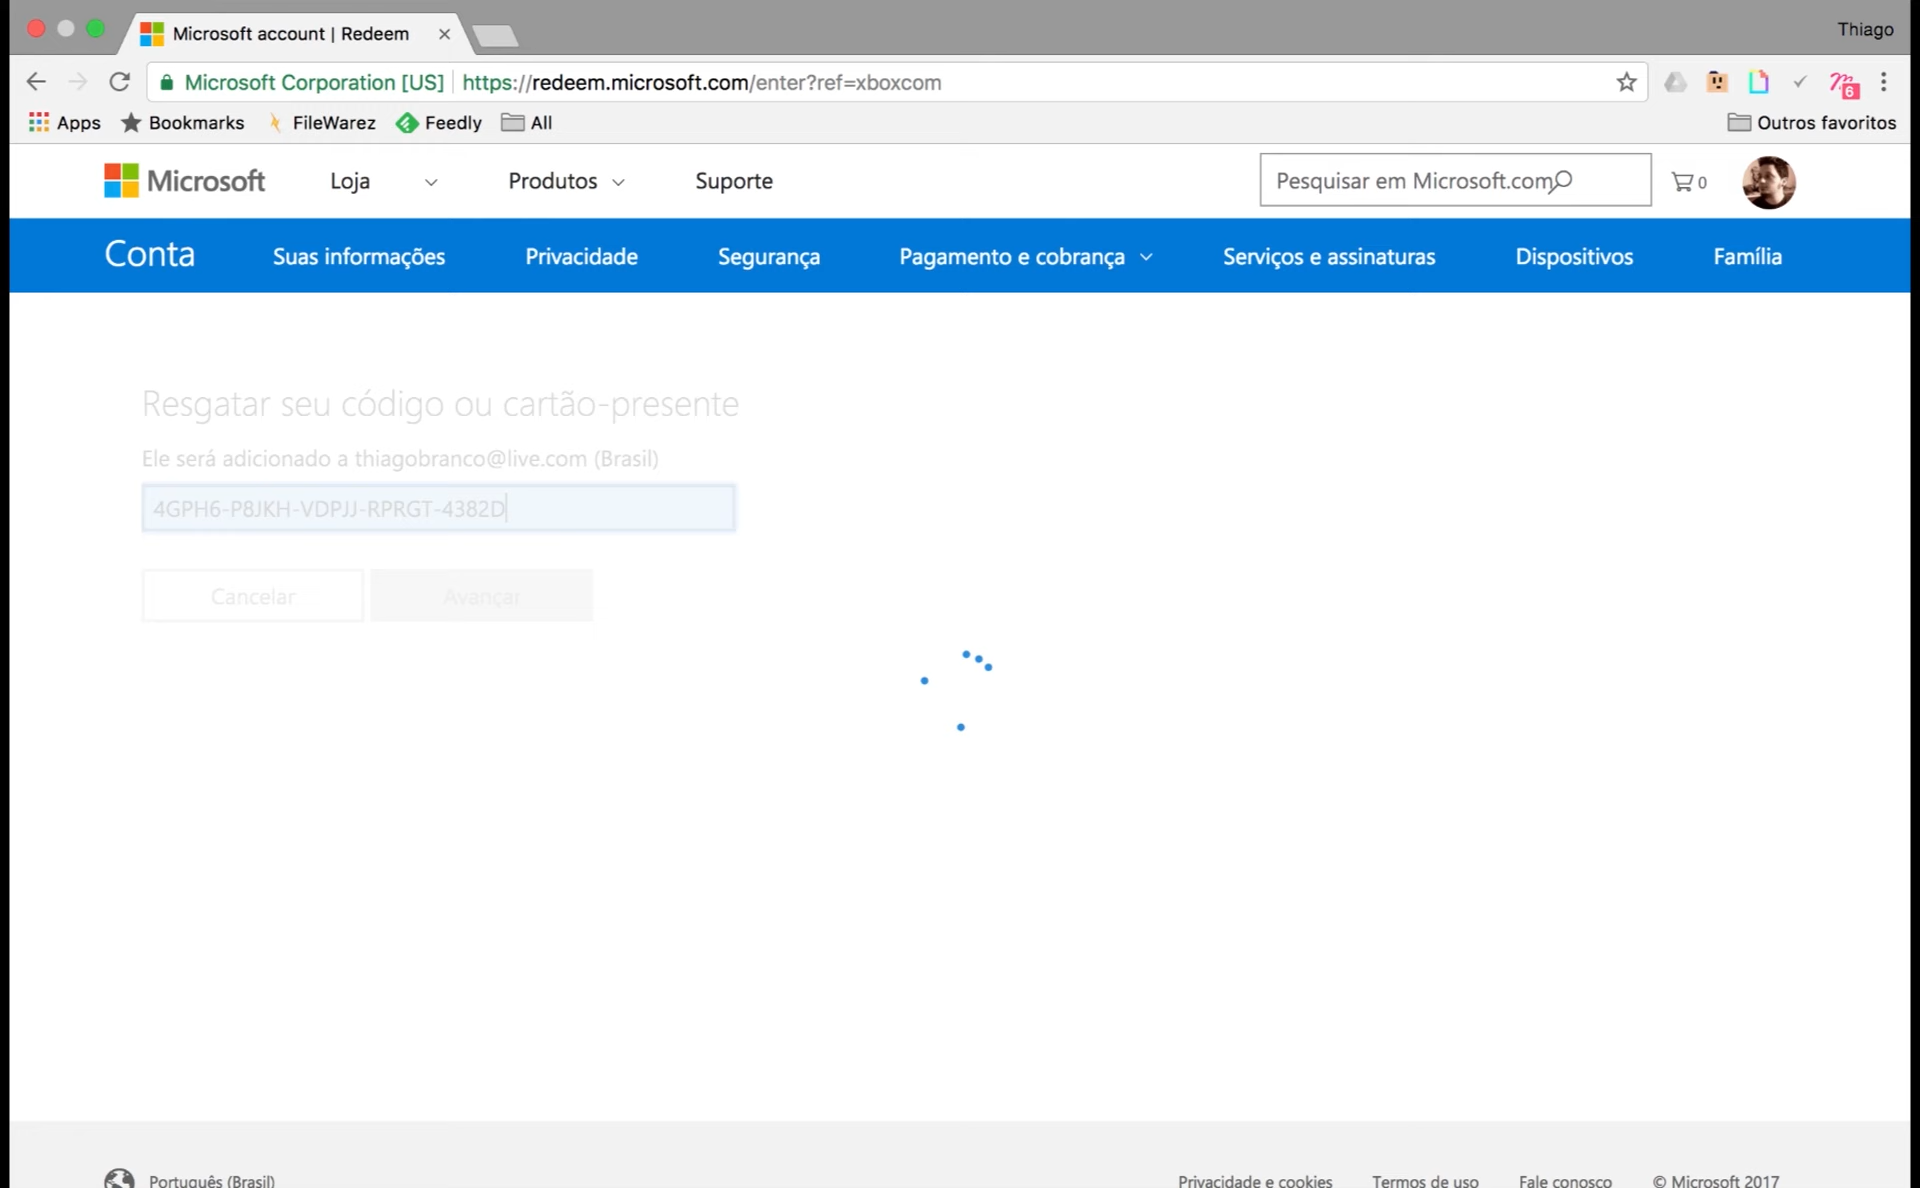 Microsoft account | Redeem
Thiago
Microsoft Corporation [US] https://redeem.microsoft.com/enter?ref=xboxcom
6
Apps Bookmarks FileWarez Feedly All Outros favoritos
Microsoft Loja Produtos Suporte Pesquisar em Microsoft.com 0
Conta Suas informações Privacidade Segurança Pagamento e cobrança Serviços e assinaturas Dispositivos Família
Resgatar seu código ou cartão-presente
Ele será adicionado a thiagobranco@live.com (Brasil)
4GPH6-P8JKH-VDPJJ-RPRGT-4382D
Cancelar Avançar
Português (Brasil) Privacidade e cookies Termos de uso Fale conosco © Microsoft 2017